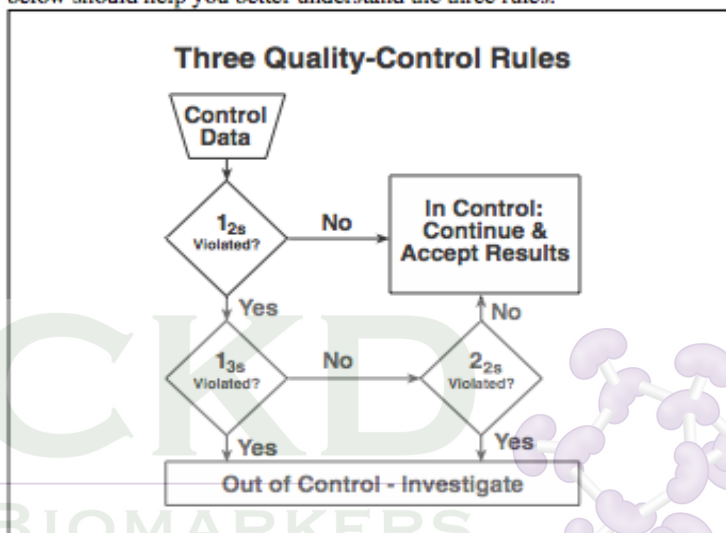 below should help you better understand the three rules.
Three Quality-Control Rules
Control
Data
1₂ₛ
Violated?
No
In Control:
Continue &
Accept Results
Yes
No
1₃ₛ
Violated?
No
2₂ₛ
Violated?
Yes
Yes
Out of Control - Investigate
CKD
BIOMARKERS